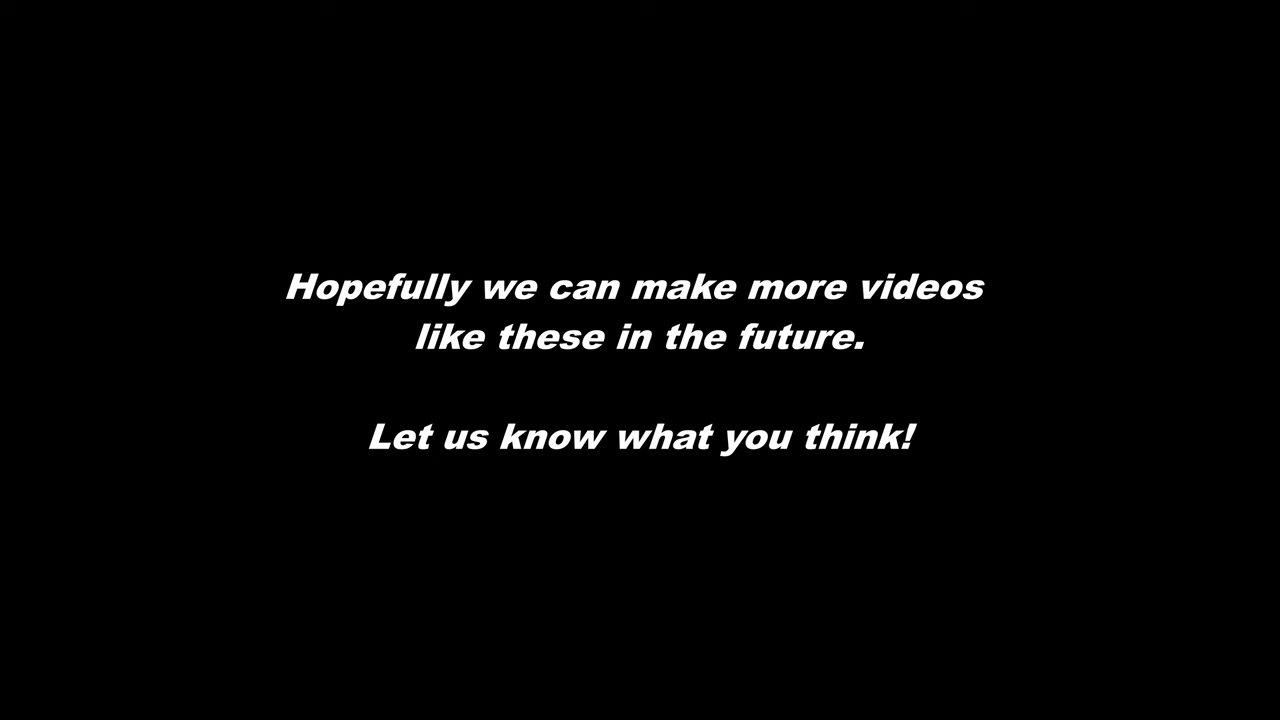 Hopefully we can make more videos
like these in the future.
Let us know what you think!